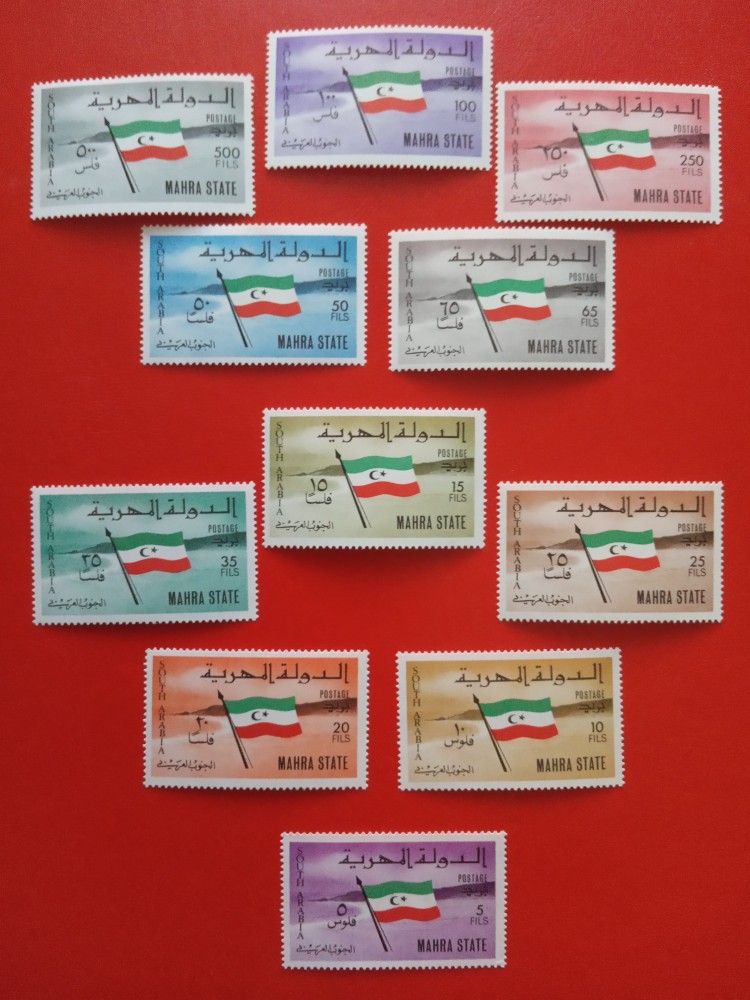 الدولة المهرية
SOUTH ARABIA
POSTAGE
بريد
١٠٠
فلس
100
FILS
الجنوب العربي
MAHRA STATE
الدولة المهرية
SOUTH ARABIA
POSTAGE
بريد
٥٠٠
فلس
500
FILS
الجنوب العربي
MAHRA STATE
الدولة المهرية
SOUTH ARABIA
POSTAGE
بريد
٢٥٠
فلس
250
FILS
الجنوب العربي
MAHRA STATE
الدولة المهرية
SOUTH ARABIA
POSTAGE
بريد
٥٠
فلسًا
50
FILS
الجنوب العربي
MAHRA STATE
الدولة المهرية
SOUTH ARABIA
POSTAGE
بريد
٦٥
فلسًا
65
FILS
الجنوب العربي
MAHRA STATE
الدولة المهرية
SOUTH ARABIA
POSTAGE
بريد
١٥
فلسًا
15
FILS
الجنوب العربي
MAHRA STATE
الدولة المهرية
SOUTH ARABIA
POSTAGE
بريد
٣٥
فلسًا
35
FILS
الجنوب العربي
MAHRA STATE
الدولة المهرية
SOUTH ARABIA
POSTAGE
بريد
٢٥
فلسًا
25
FILS
الجنوب العربي
MAHRA STATE
الدولة المهرية
SOUTH ARABIA
POSTAGE
بريد
٢٠
فلسًا
20
FILS
الجنوب العربي
MAHRA STATE
الدولة المهرية
SOUTH ARABIA
POSTAGE
بريد
١٠
فلوس
10
FILS
الجنوب العربي
MAHRA STATE
الدولة المهرية
SOUTH ARABIA
POSTAGE
بريد
٥
فلوس
5
FILS
الجنوب العربي
MAHRA STATE